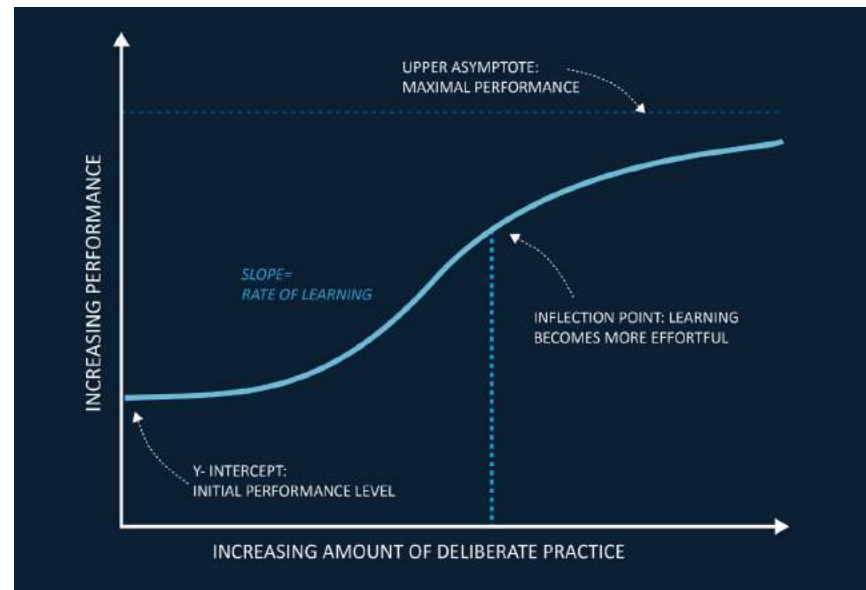 UPPER ASYMPTOTE:
MAXIMAL PERFORMANCE
INCREASING PERFORMANCE
SLOPE=
RATE OF LEARNING
INFLECTION POINT: LEARNING
BECOMES MORE EFFORTFUL
Y- INTERCEPT:
INITIAL PERFORMANCE LEVEL
INCREASING AMOUNT OF DELIBERATE PRACTICE